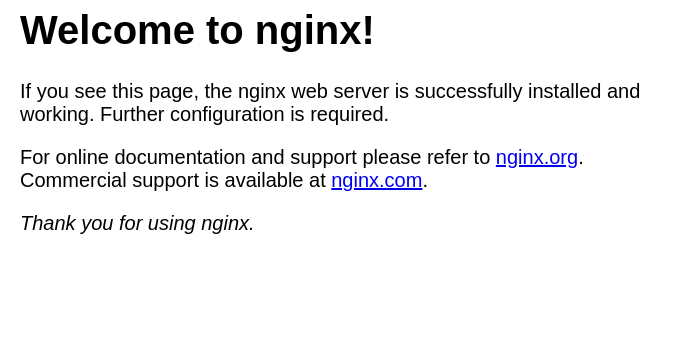 Welcome to nginx!
If you see this page, the nginx web server is successfully installed and
working. Further configuration is required.
For online documentation and support please refer to nginx.org.
Commercial support is available at nginx.com.
Thank you for using nginx.